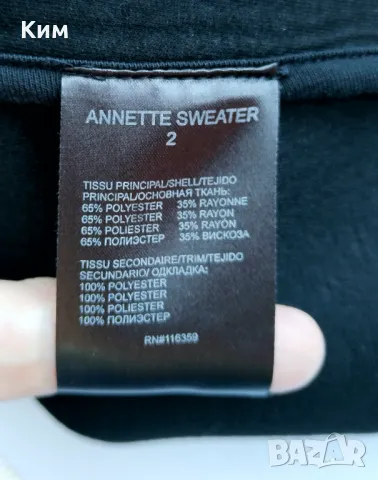 Ким
ANNETTE SWEATER
2
TISSU PRINCIPAL/SHELL/TEJIDO
PRINCIPAL/ОСНОВНАЯ ТКАНЬ:
65% POLYESTER 35% RAYONNE
65% POLYESTER 35% RAYON
65% POLIESTER 35% RAYÓN
65% ПОЛИЭСТЕР 35% ВИСКОЗА
TISSU SECONDAIRE/TRIM/TEJIDO
SECUNDARIO/ ОДКЛАДКА:
100% POLYESTER
100% POLYESTER
100% POLIESTER
100% ПОЛИЭСТЕР
RN#116359
BAZAR
bg